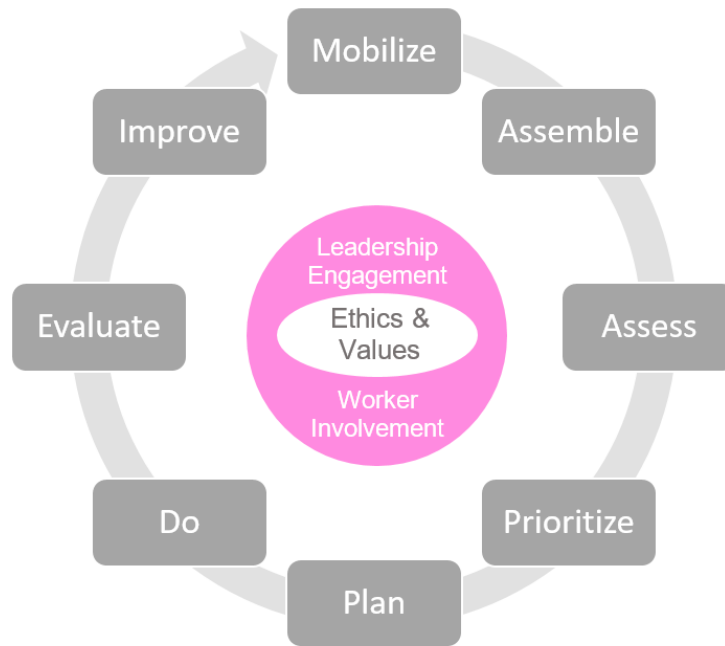 Mobilize
Assemble
Assess
Prioritize
Plan
Do
Evaluate
Improve
Leadership
Engagement
Ethics &
Values
Worker
Involvement